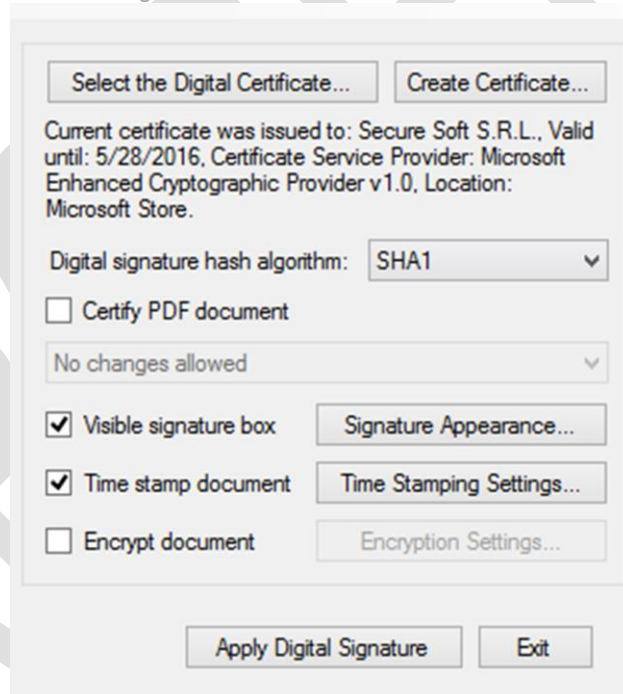 Select the Digital Certificate... Create Certificate...
Current certificate was issued to: Secure Soft S.R.L., Valid
until: 5/28/2016, Certificate Service Provider: Microsoft
Enhanced Cryptographic Provider v1.0, Location:
Microsoft Store.
Digital signature hash algorithm: SHA1
Certify PDF document
No changes allowed
Visible signature box Signature Appearance...
Time stamp document Time Stamping Settings...
Encrypt document Encryption Settings...
Apply Digital Signature Exit